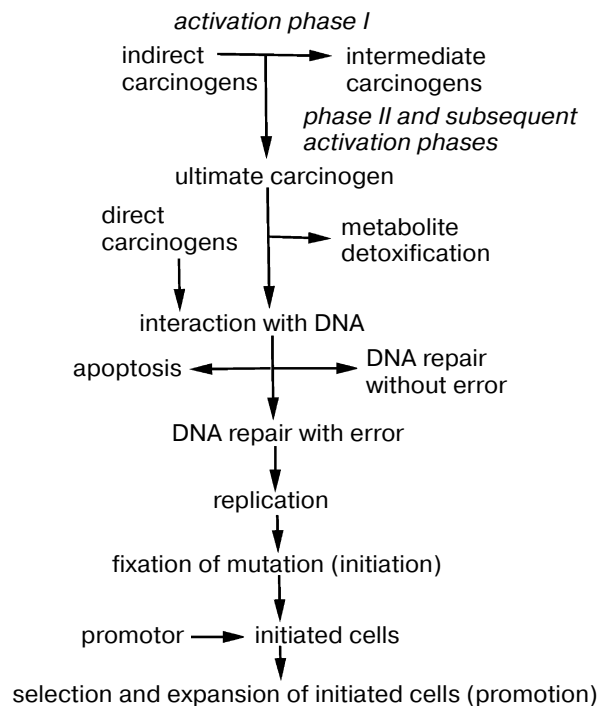 activation phase I
indirect
carcinogens
intermediate
carcinogens
phase II and subsequent
activation phases
ultimate carcinogen
direct
carcinogens
metabolite
detoxification
interaction with DNA
apoptosis
DNA repair
without error
DNA repair with error
replication
fixation of mutation (initiation)
promotor
initiated cells
selection and expansion of initiated cells (promotion)